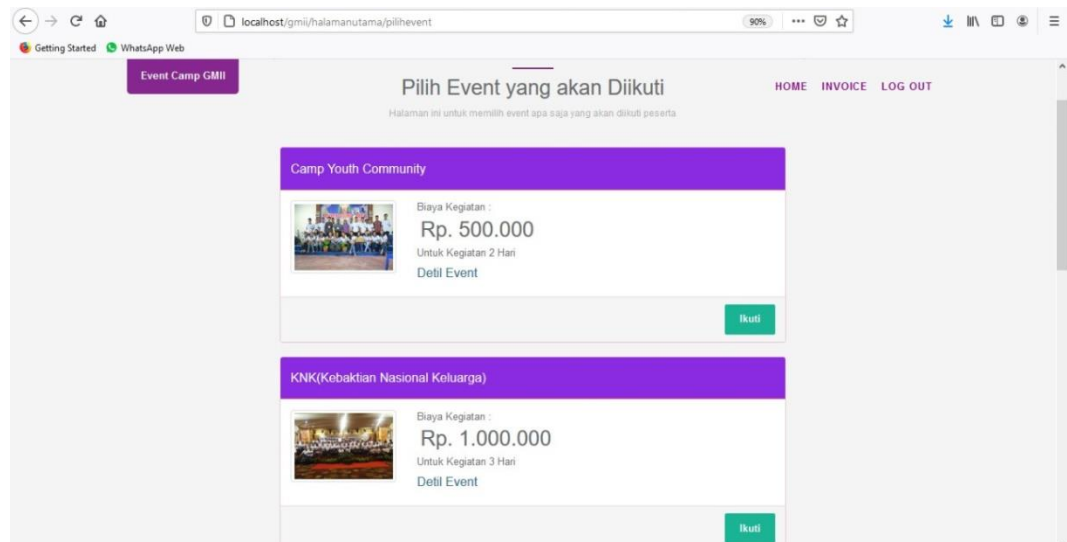 localhost/gmii/halamanutama/pilihevent
90%
Getting Started
WhatsApp Web
Event Camp GMII
HOME
INVOICE
LOG OUT
Pilih Event yang akan Diikuti
Halaman ini untuk memilih event apa saja yang akan diikuti peserta
Camp Youth Community
Biaya Kegiatan :
Rp. 500.000
Untuk Kegiatan 2 Hari
Detil Event
Ikuti
KNK(Kebaktian Nasional Keluarga)
Biaya Kegiatan :
Rp. 1.000.000
Untuk Kegiatan 3 Hari
Detil Event
Ikuti